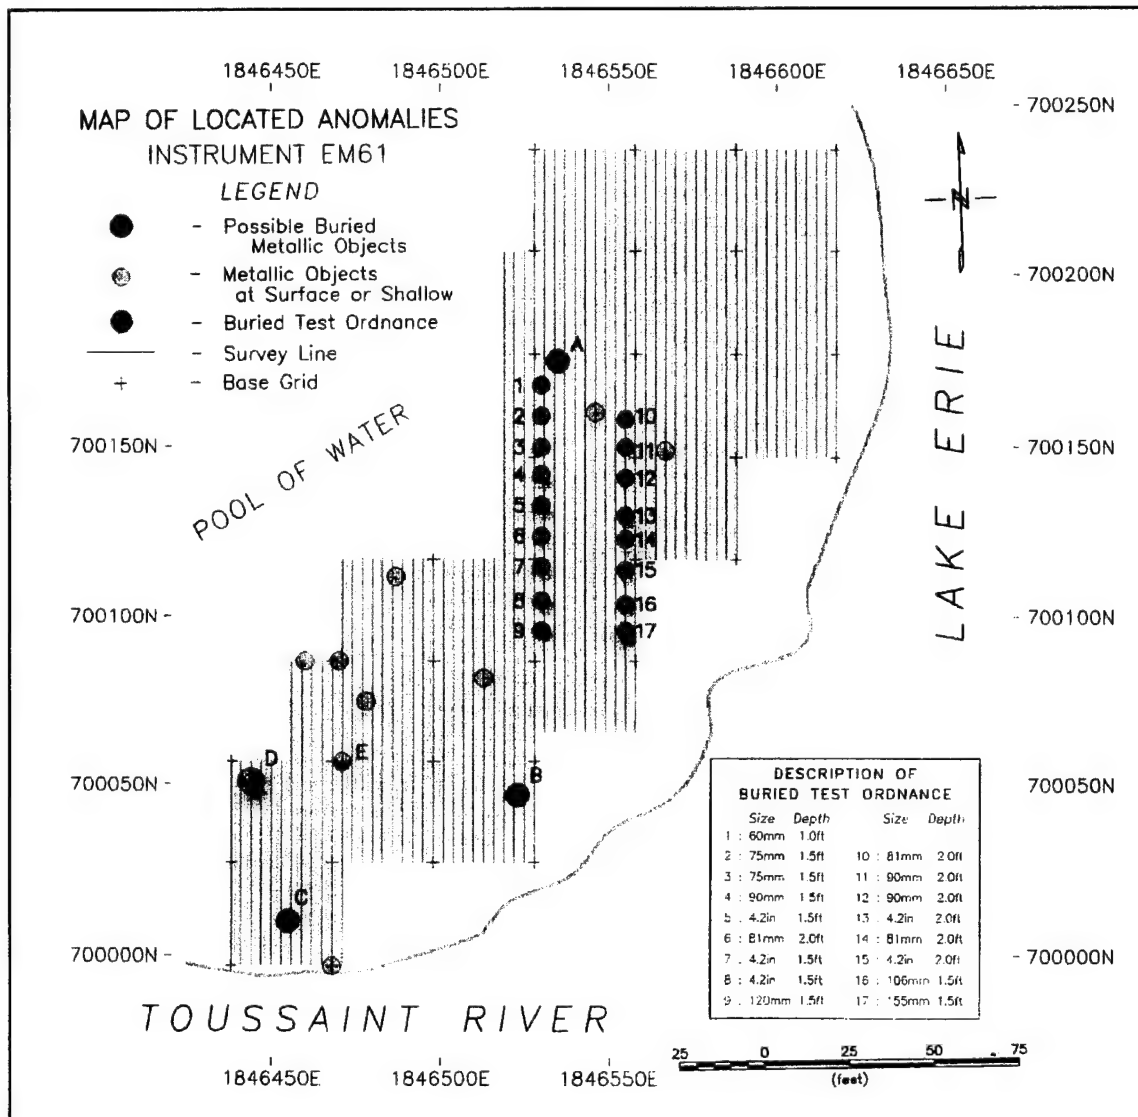 1846450E 1846500E 1846550E 1846600E 1846650E
MAP OF LOCATED ANOMALIES
INSTRUMENT EM61
LEGEND
- Possible Buried
Metallic Objects
- Metallic Objects
at Surface or Shallow
- Buried Test Ordnance
- Survey Line
+ - Base Grid
- 700250N
- 700200N
N
700150N - - 700150N
700100N - - 700100N
700050N - - 700050N
700000N - - 700000N
POOL OF WATER
LAKE ERIE
A
1
2 10
3 11
4 12
5 13
6 14
7 15
8 16
9 17
D E B
C
TOUSSAINT RIVER
DESCRIPTION OF
BURIED TEST ORDNANCE
Size Depth Size Depth
1 : 60mm 1.0ft
2 : 75mm 1.5ft 10 : 81mm 2.0ft
3 : 75mm 1.5ft 11 : 90mm 2.0ft
4 : 90mm 1.5ft 12 : 90mm 2.0ft
5 : 4.2in 1.5ft 13 : 4.2in 2.0ft
6 : 81mm 2.0ft 14 : 81mm 2.0ft
7 : 4.2in 1.5ft 15 : 4.2in 2.0ft
8 : 4.2in 1.5ft 16 : 106mm 1.5ft
9 : 120mm 1.5ft 17 : 155mm 1.5ft
25 0 25 50 75
(feet)
1846450E 1846500E 1846550E